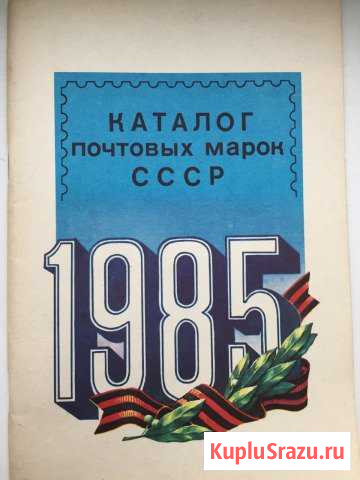 КАТАЛОГ
почтовых марок
СССР
1985
KupluSrazu.ru